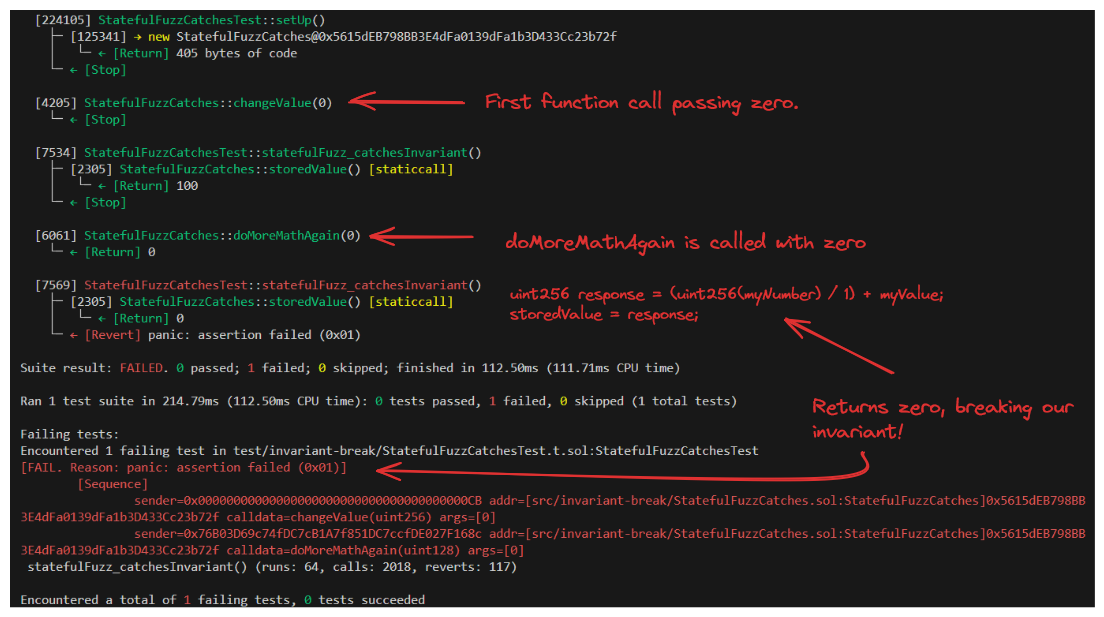 [224105] StatefulFuzzCatchesTest::setUp()
├─ [125341] → new StatefulFuzzCatches@0x5615dEB798BB3E4dFa0139dFa1b3D433Cc23b72f
│   └─ ← [Return] 405 bytes of code
└─ ← [Stop]
[4205] StatefulFuzzCatches::changeValue(0)
First function call passing zero.
└─ ← [Stop]
[7534] StatefulFuzzCatchesTest::statefulFuzz_catchesInvariant()
├─ [2305] StatefulFuzzCatches::storedValue() [staticcall]
│   └─ ← [Return] 100
└─ ← [Stop]
[6061] StatefulFuzzCatches::doMoreMathAgain(0)
doMoreMathAgain is called with zero
└─ ← [Return] 0
[7569] StatefulFuzzCatchesTest::statefulFuzz_catchesInvariant()
├─ [2305] StatefulFuzzCatches::storedValue() [staticcall]
│   └─ ← [Return] 0
└─ ← [Revert] panic: assertion failed (0x01)
uint256 response = (uint256(myNumber) / 1) + myValue;
storedValue = response;
Suite result: FAILED. 0 passed; 1 failed; 0 skipped; finished in 112.50ms (111.71ms CPU time)
Ran 1 test suite in 214.79ms (112.50ms CPU time): 0 tests passed, 1 failed, 0 skipped (1 total tests)
Returns zero, breaking our
invariant!
Failing tests:
Encountered 1 failing test in test/invariant-break/StatefulFuzzCatchesTest.t.sol:StatefulFuzzCatchesTest
[FAIL. Reason: panic: assertion failed (0x01)]
[Sequence]
sender=0x00000000000000000000000000000000000000CB addr=[src/invariant-break/StatefulFuzzCatches.sol:StatefulFuzzCatches]0x5615dEB798BB
3E4dFa0139dFa1b3D433Cc23b72f calldata=changeValue(uint256) args=[0]
sender=0x76B03D69c74fDC7cB1A7f851DC7ccfDE027F168c addr=[src/invariant-break/StatefulFuzzCatches.sol:StatefulFuzzCatches]0x5615dEB798BB
3E4dFa0139dFa1b3D433Cc23b72f calldata=doMoreMathAgain(uint128) args=[0]
statefulFuzz_catchesInvariant() (runs: 64, calls: 2018, reverts: 117)
Encountered a total of 1 failing tests, 0 tests succeeded